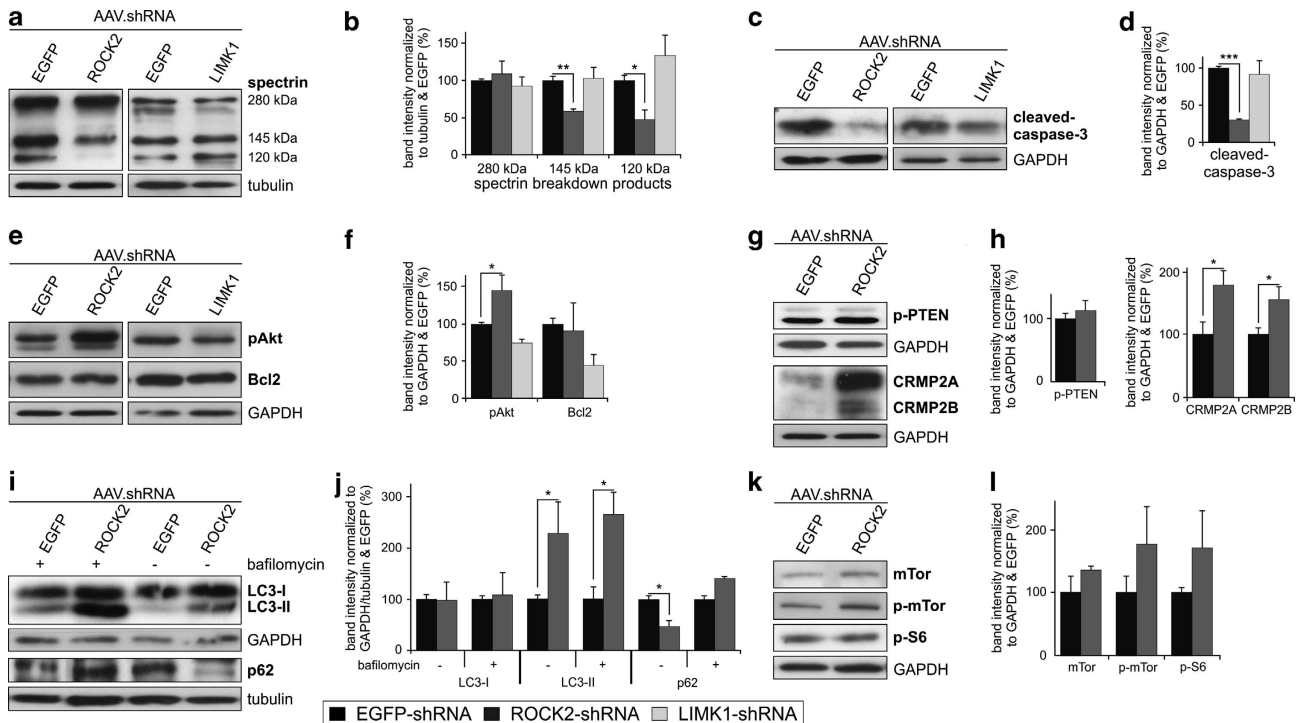 a
AAV.shRNA
EGFP
ROCK2
EGFP
LIMK1
spectrin
280 kDa
145 kDa
120 kDa
tubulin
b
band intensity normalized
to tubulin & EGFP (%)
150
100
50
0
**
*
280 kDa 145 kDa 120 kDa
spectrin breakdown products
c
AAV.shRNA
EGFP
ROCK2
EGFP
LIMK1
cleaved-
caspase-3
GAPDH
d
band intensity normalized
to GAPDH & EGFP (%)
100
50
0
***
cleaved-
caspase-3
e
AAV.shRNA
EGFP
ROCK2
EGFP
LIMK1
pAkt
Bcl2
GAPDH
f
band intensity normalized
to GAPDH & EGFP (%)
150
100
50
0
*
pAkt Bcl2
g
AAV.shRNA
EGFP
ROCK2
p-PTEN
GAPDH
CRMP2A
CRMP2B
GAPDH
h
band intensity normalized
to GAPDH & EGFP (%)
100
0
p-PTEN
band intensity normalized
to GAPDH & EGFP (%)
200
150
100
50
0
*
*
CRMP2A CRMP2B
i
AAV.shRNA
EGFP
ROCK2
EGFP
ROCK2
+ + - - bafilomycin
LC3-I
LC3-II
GAPDH
p62
tubulin
j
band intensity normalized to
GAPDH/tubulin & EGFP (%)
300
200
100
0
*
*
*
bafilomycin - + - + - +
LC3-I LC3-II p62
k
AAV.shRNA
EGFP
ROCK2
mTor
p-mTor
p-S6
GAPDH
l
band intensity normalized
to GAPDH & EGFP (%)
200
100
0
mTor p-mTor p-S6
EGFP-shRNA ROCK2-shRNA LIMK1-shRNA